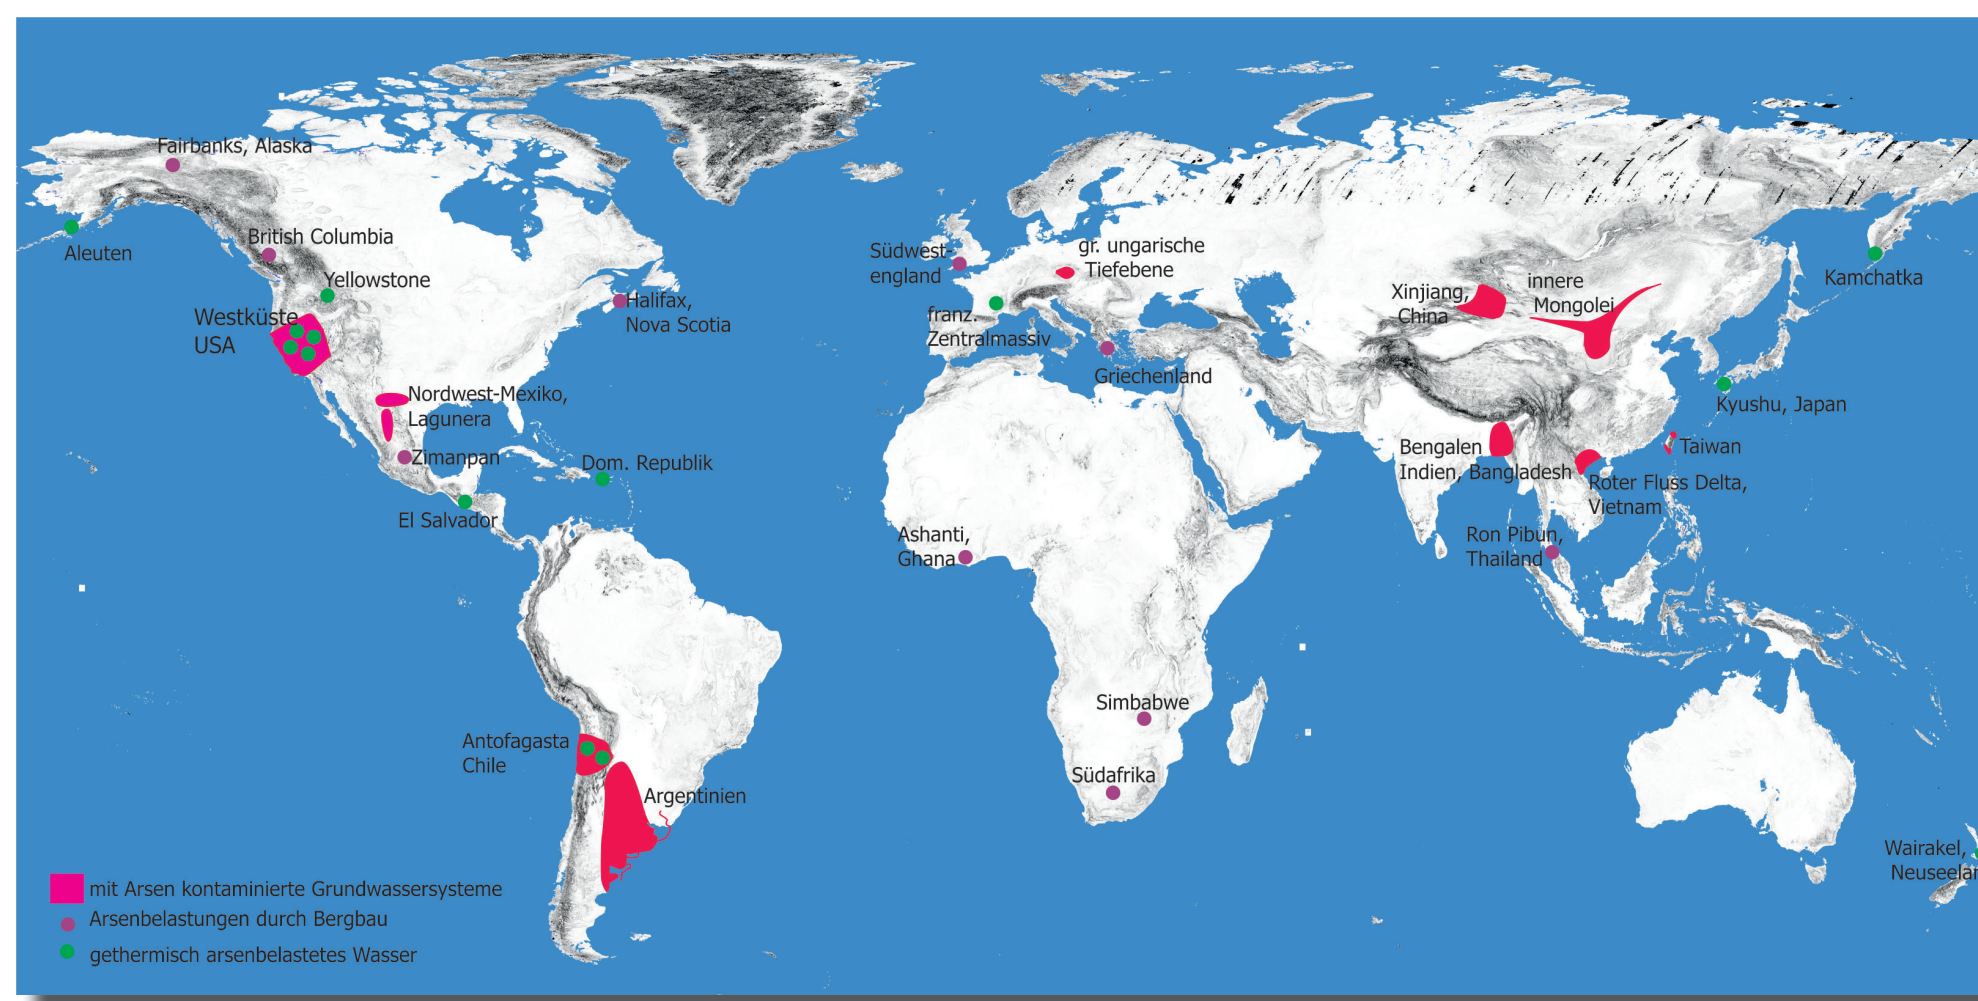 Fairbanks, Alaska
Aleuten
British Columbia
Yellowstone
Westküste
USA
Halifax,
Nova Scotia
Nordwest-Mexiko,
Lagunera
Zimanpan
Dom. Republik
El Salvador
Antofagasta
Chile
Argentinien
Südwest-
england
gr. ungarische
Tiefebene
franz.
Zentralmassiv
Griechenland
Ashanti,
Ghana
Simbabwe
Südafrika
Xinjiang,
China
innere
Mongolei
Kamchatka
Kyushu, Japan
Bengalen
Indien, Bangladesh
Taiwan
Roter Fluss Delta,
Vietnam
Ron Pibun,
Thailand
Wairakel,
Neuseelan
mit Arsen kontaminierte Grundwassersysteme
Arsenbelastungen durch Bergbau
gethermisch arsenbelastetes Wasser